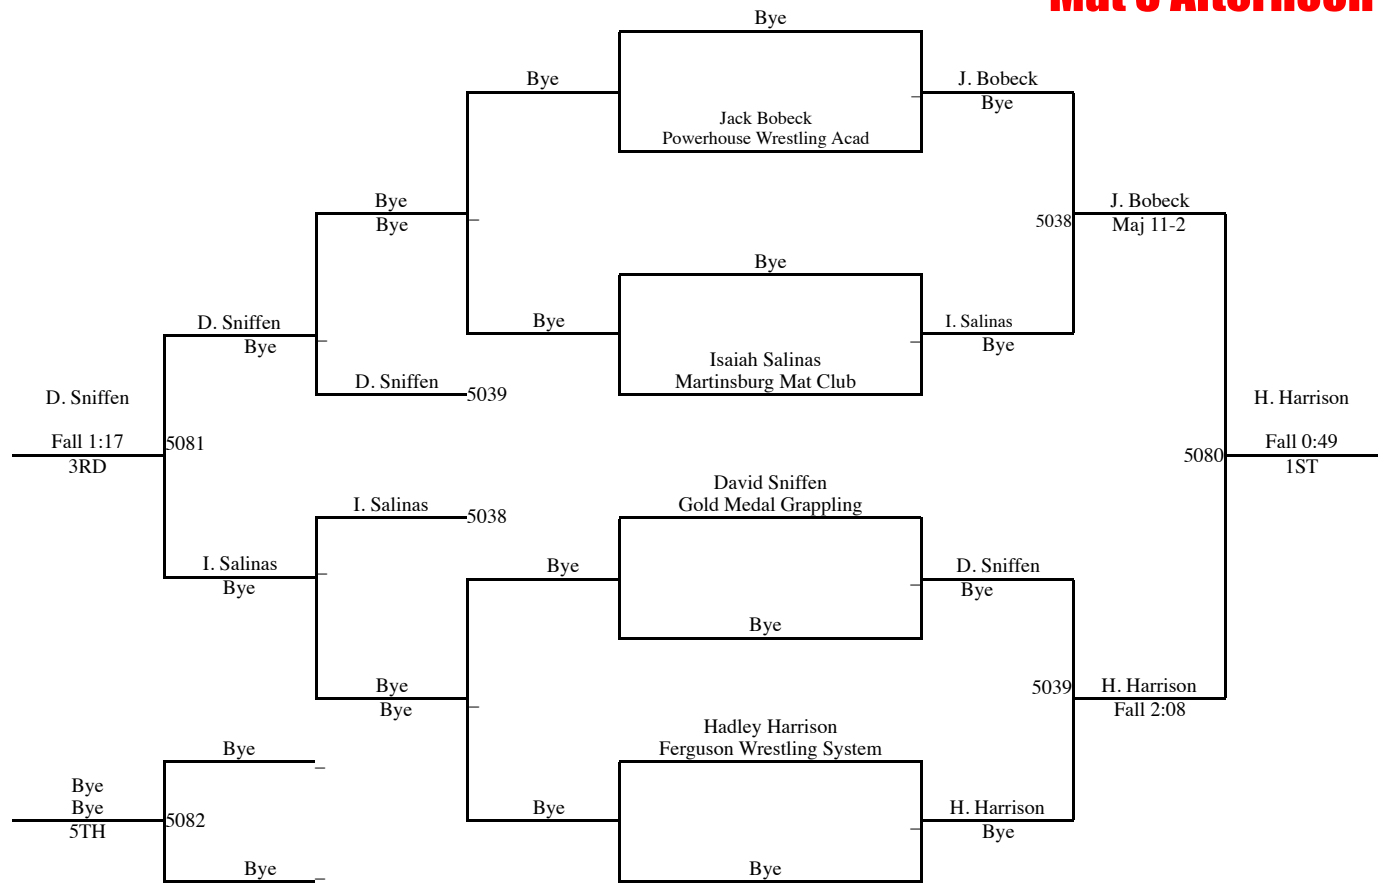 Bye
Bye
J. Bobeck
Bye
Jack Bobeck
Powerhouse Wrestling Acad
Bye
Bye
J. Bobeck
5038
Maj 11-2
Bye
D. Sniffen
Bye
Bye
I. Salinas
Bye
Isaiah Salinas
Martinsburg Mat Club
D. Sniffen
5039
D. Sniffen
H. Harrison
Fall 1:17
5081
3RD
5080
Fall 0:49
1ST
David Sniffen
Gold Medal Grappling
I. Salinas
5038
I. Salinas
Bye
Bye
D. Sniffen
Bye
Bye
Bye
Bye
5039
H. Harrison
Fall 2:08
Hadley Harrison
Ferguson Wrestling System
Bye
Bye
Bye
5082
5TH
Bye
H. Harrison
Bye
Bye
Bye